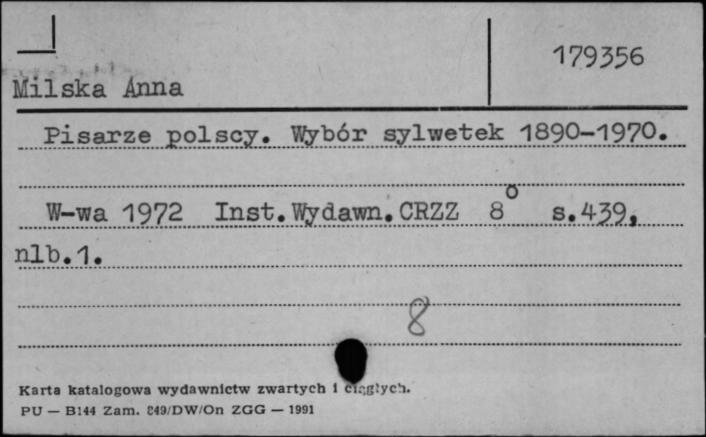 179356
Milska Anna
Pisarze polscy. Wybór sylwetek 1890-1970.
W-wa 1972 Inst.Wydawn.CRZZ 8° s.439,
nlb.1.
8
Karta katalogowa wydawnictw zwartych i ciągłych.
PU — B144 Zam. 849/DW/On ZGG — 1991